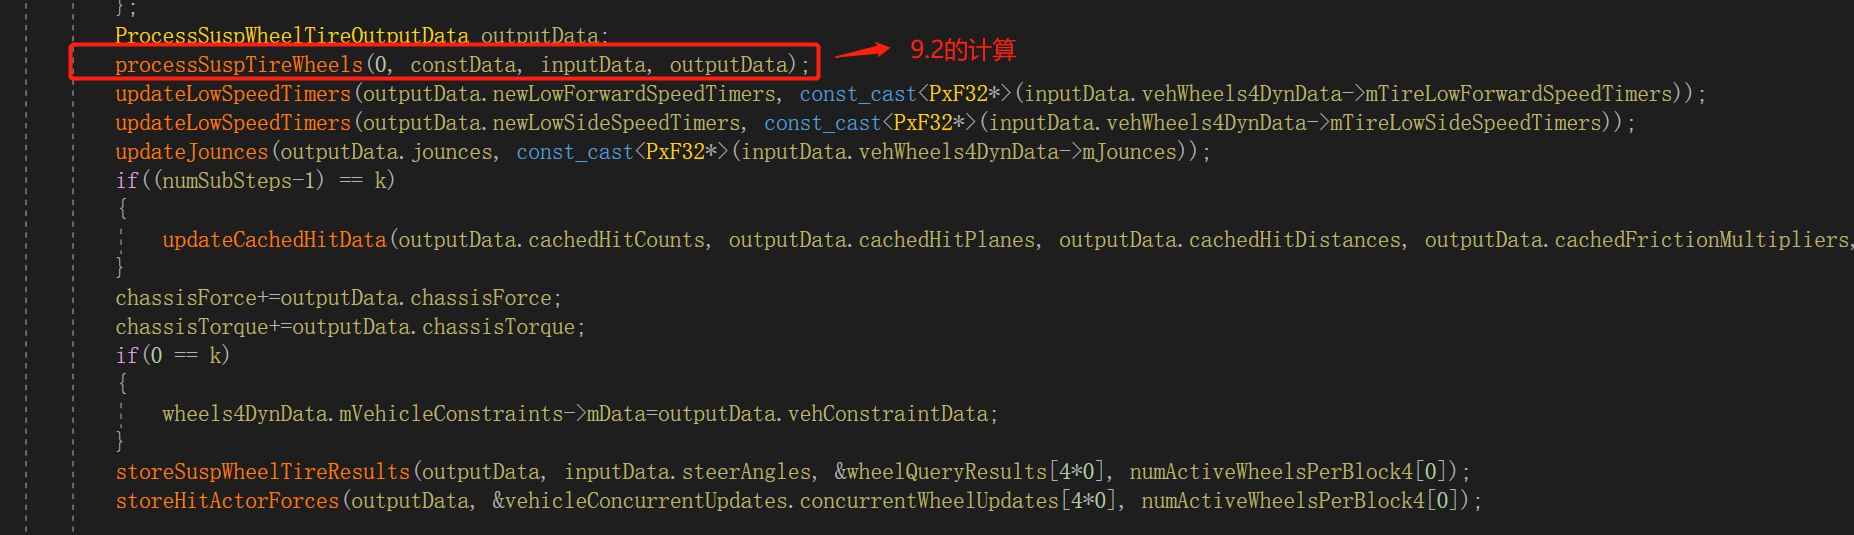 };
ProcessSuspWheelTireOutputData outputData;
processSuspTireWheels(0, constData, inputData, outputData);
9.2的计算
updateLowSpeedTimers(outputData.newLowForwardSpeedTimers, const_cast<PxF32*>(inputData.vehWheels4DynData->mTireLowForwardSpeedTimers));
updateLowSpeedTimers(outputData.newLowSideSpeedTimers, const_cast<PxF32*>(inputData.vehWheels4DynData->mTireLowSideSpeedTimers));
updateJounces(outputData.jounces, const_cast<PxF32*>(inputData.vehWheels4DynData->mJounces));
if((numSubSteps-1) == k)
{
updateCachedHitData(outputData.cachedHitCounts, outputData.cachedHitPlanes, outputData.cachedHitDistances, outputData.cachedFrictionMultipliers,
}
chassisForce+=outputData.chassisForce;
chassisTorque+=outputData.chassisTorque;
if(0 == k)
{
wheels4DynData.mVehicleConstraints->mData=outputData.vehConstraintData;
}
storeSuspWheelTireResults(outputData, inputData.steerAngles, &wheelQueryResults[4*0], numActiveWheelsPerBlock4[0]);
storeHitActorForces(outputData, &vehicleConcurrentUpdates.concurrentWheelUpdates[4*0], numActiveWheelsPerBlock4[0]);